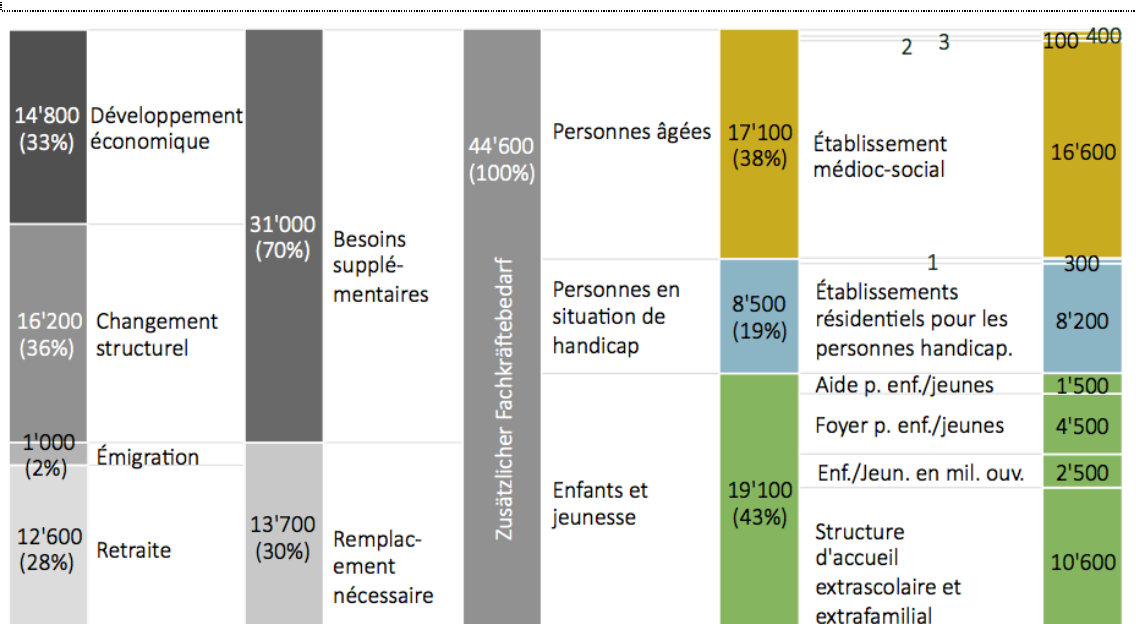 14'800
(33%)
Développement
économique
16'200
(36%)
Changement
structurel
1'000
(2%)
Émigration
12'600
(28%)
Retraite
31'000
(70%)
Besoins
supplé-
mentaires
13'700
(30%)
Remplac-
ement
nécessaire
44'600
(100%)
Zusätzlicher Fachkräftebedarf
Personnes âgées
17'100
(38%)
Personnes en
situation de
handicap
8'500
(19%)
Enfants et
jeunesse
19'100
(43%)
2
3
100
400
Établissement
médioc-social
16'600
1
300
Établissements
résidentiels pour les
personnes handicap.
8'200
Aide p. enf./jeunes
1'500
Foyer p. enf./jeunes
4'500
Enf./Jeun. en mil. ouv.
2'500
Structure
d'accueil
extrascolaire et
extrafamilial
10'600